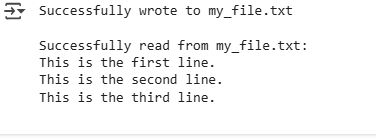 Successfully wrote to my_file.txt

Successfully read from my_file.txt:
This is the first line.
This is the second line.
This is the third line.